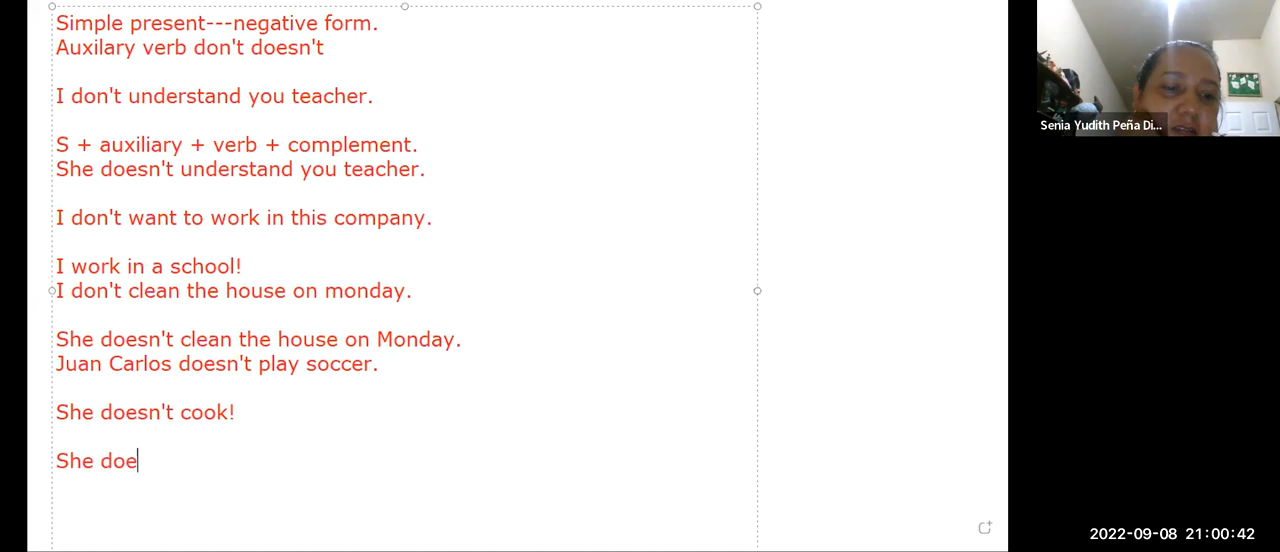 Simple present---negative form.
Auxilary verb don't doesn't
I don't understand you teacher.
S + auxiliary + verb + complement.
She doesn't understand you teacher.
I don't want to work in this company.
I work in a school!
I don't clean the house on monday.
She doesn't clean the house on Monday.
Juan Carlos doesn't play soccer.
She doesn't cook!
She doe
Senia Yudith Peña Di...
2022-09-08 21:00:42